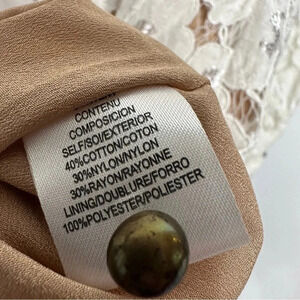 CONTENU
COMPOSICION
SELF/SO/EXTERIOR
40%COTTON/COTON
30%NYLON/NYLON
30%RAYON/RAYONNE
LINING/DOUBLURE/FORRO
100%POLYESTER/POLIESTER